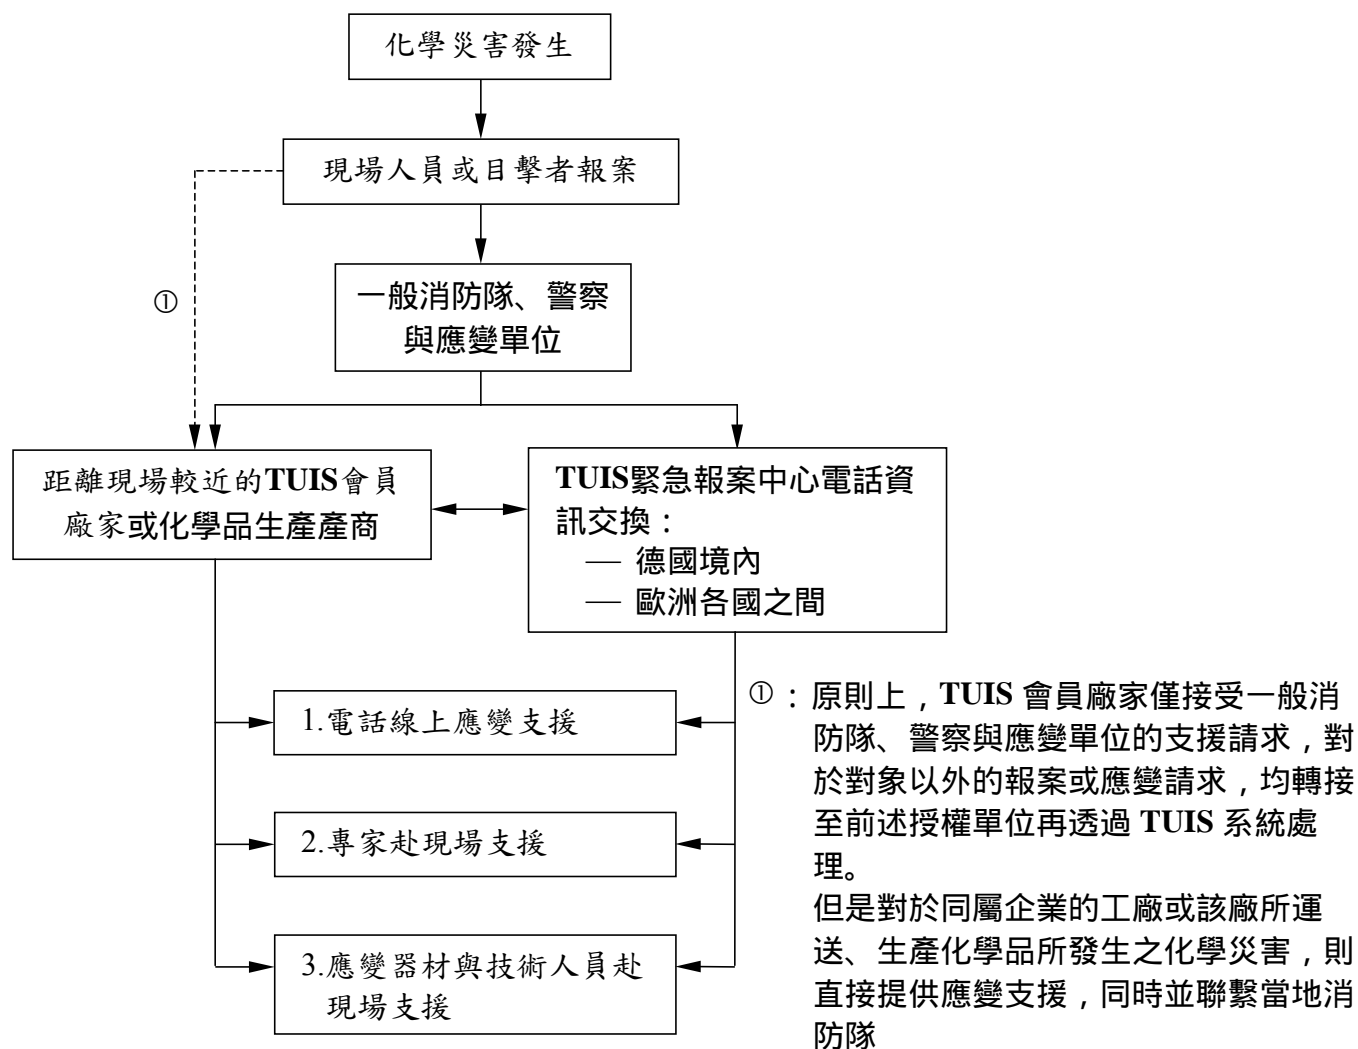 化學災害發生
現場人員或目擊者報案
①
一般消防隊、警察
與應變單位
距離現場較近的TUIS會員
廠家或化學品生產產商
TUIS緊急報案中心電話資
訊交換：
— 德國境內
— 歐洲各國之間
1.電話線上應變支援
2.專家赴現場支援
3.應變器材與技術人員赴
現場支援
①：原則上，TUIS 會員廠家僅接受一般消
防隊、警察與應變單位的支援請求，對
於對象以外的報案或應變請求，均轉接
至前述授權單位再透過 TUIS 系統處
理。
但是對於同屬企業的工廠或該廠所運
送、生產化學品所發生之化學災害，則
直接提供應變支援，同時並聯繫當地消
防隊